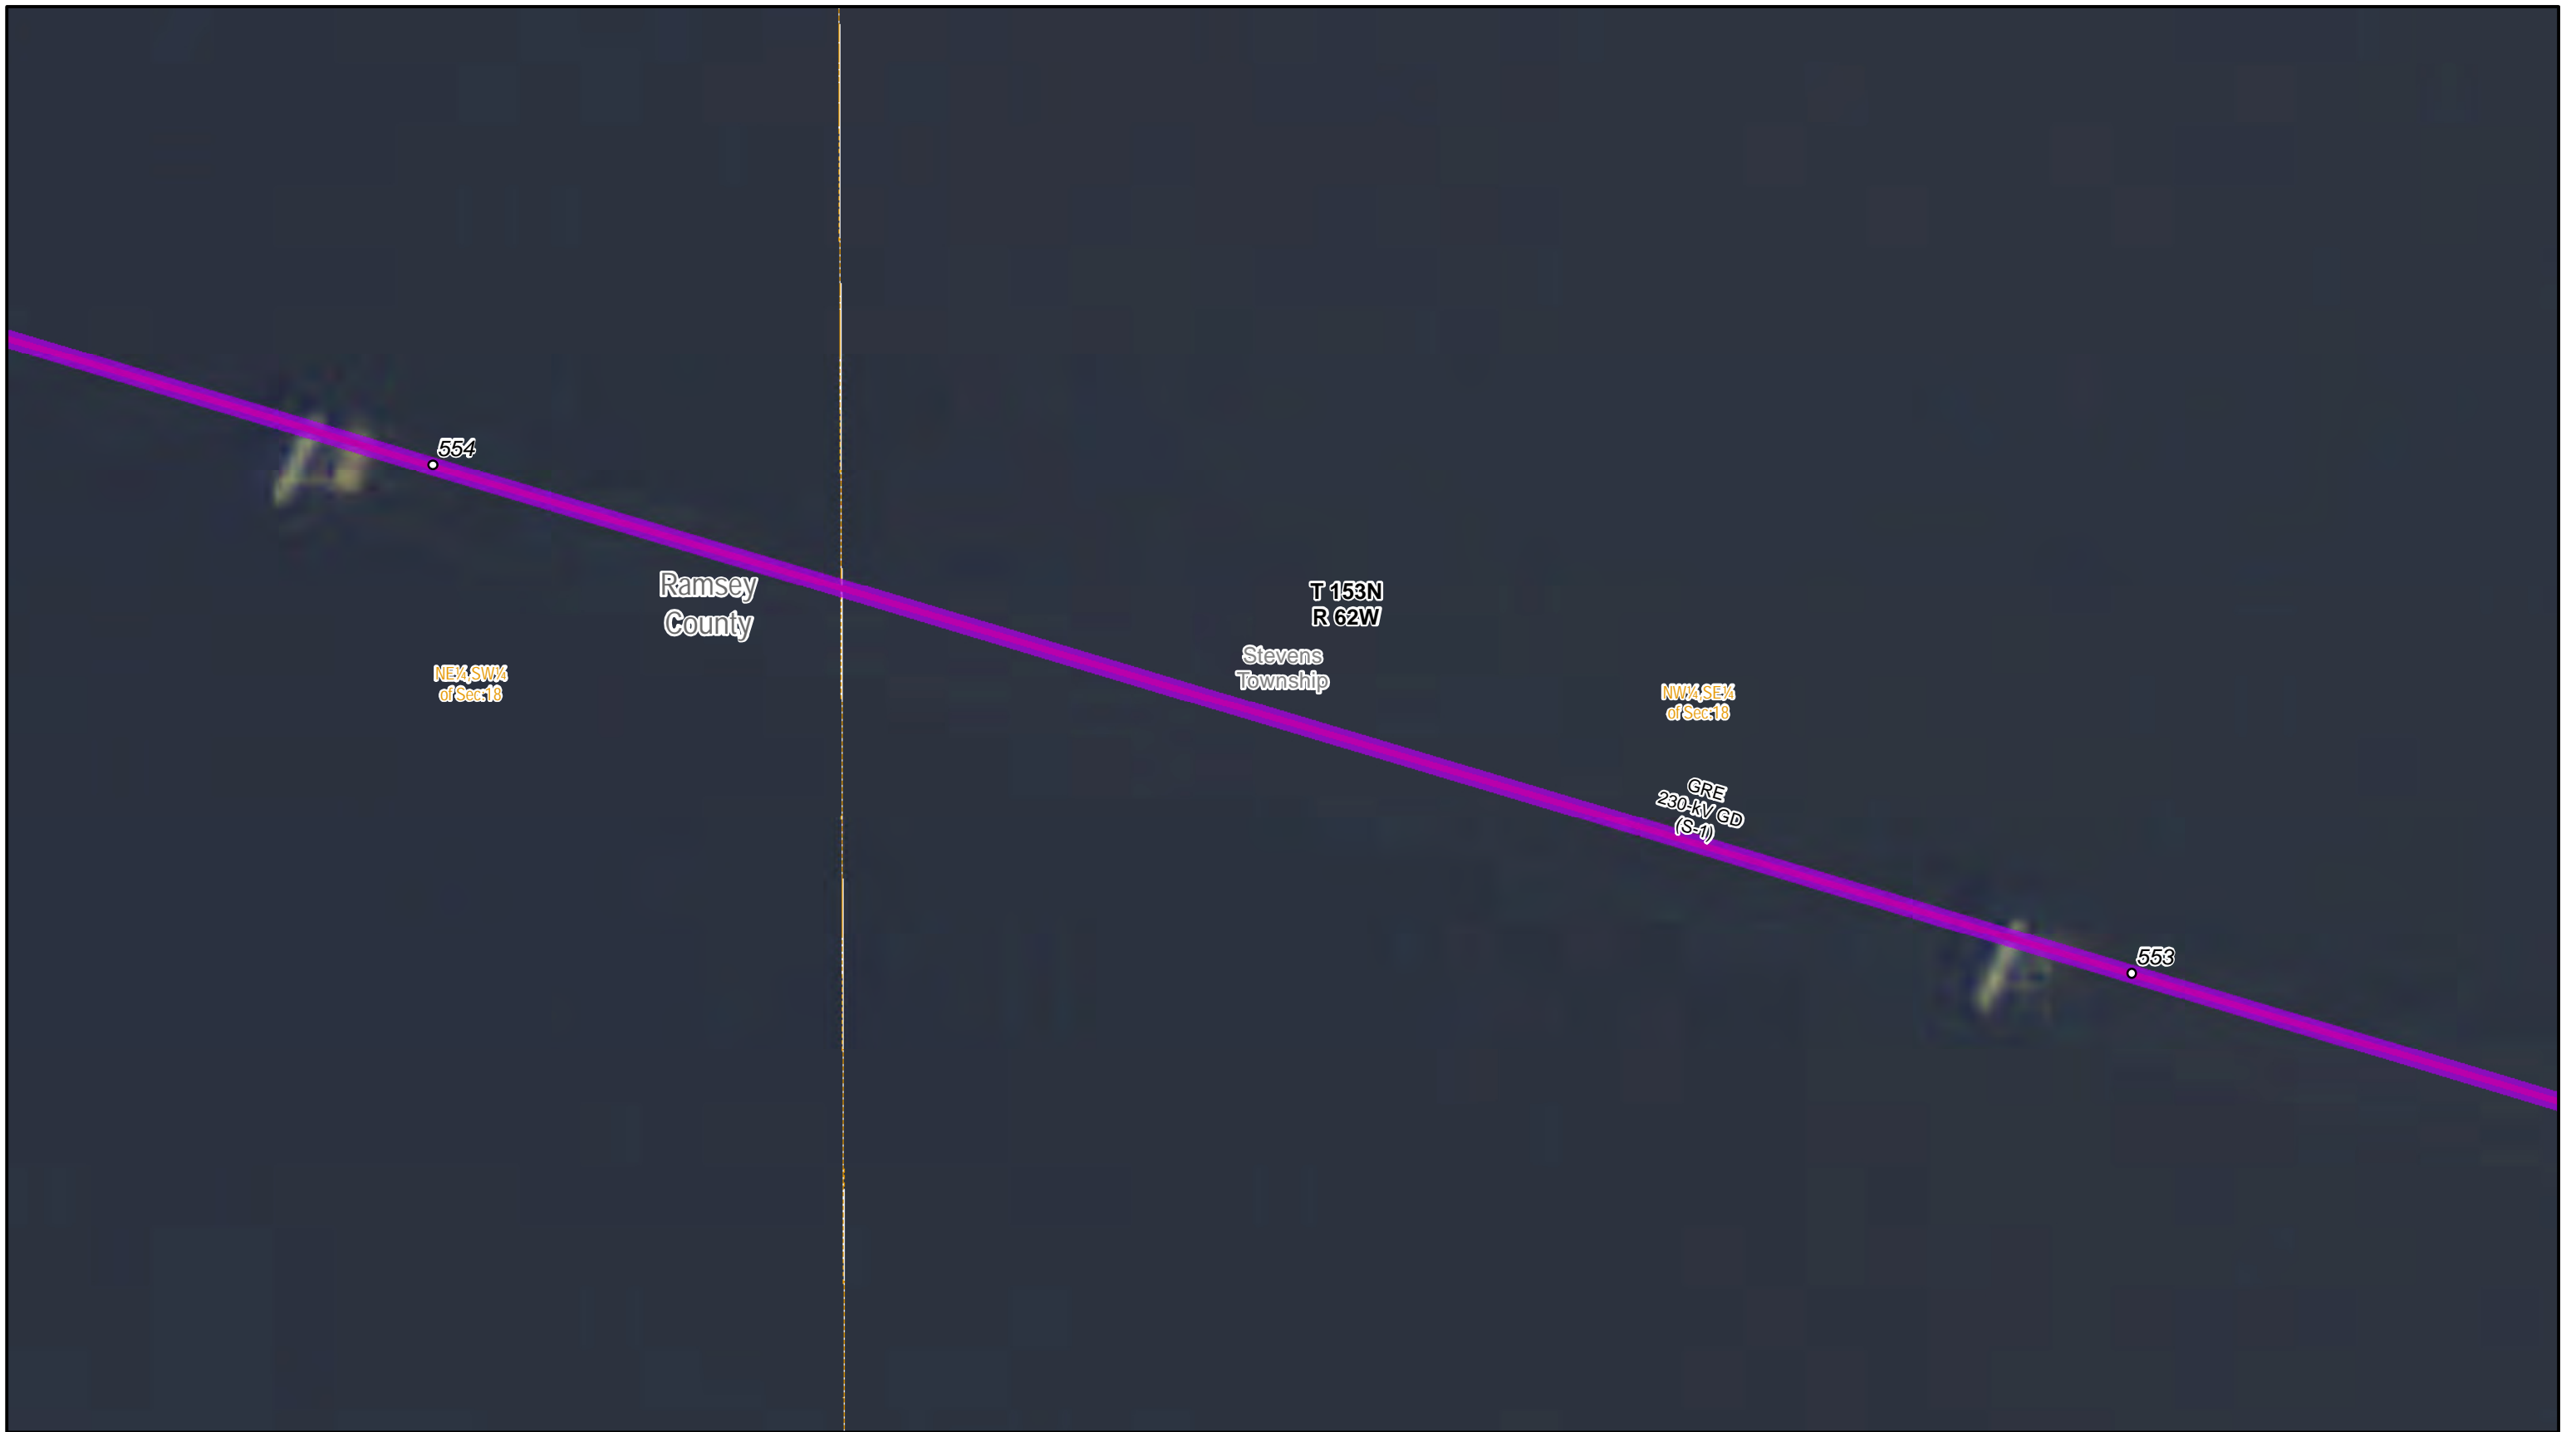 554
Ramsey
County
T 153N
R 62W
Stevens
Township
NE¼,SW¼
of Sec:18
NW¼,SE¼
of Sec:18
GRE
230-kV GD
(S-1)
553